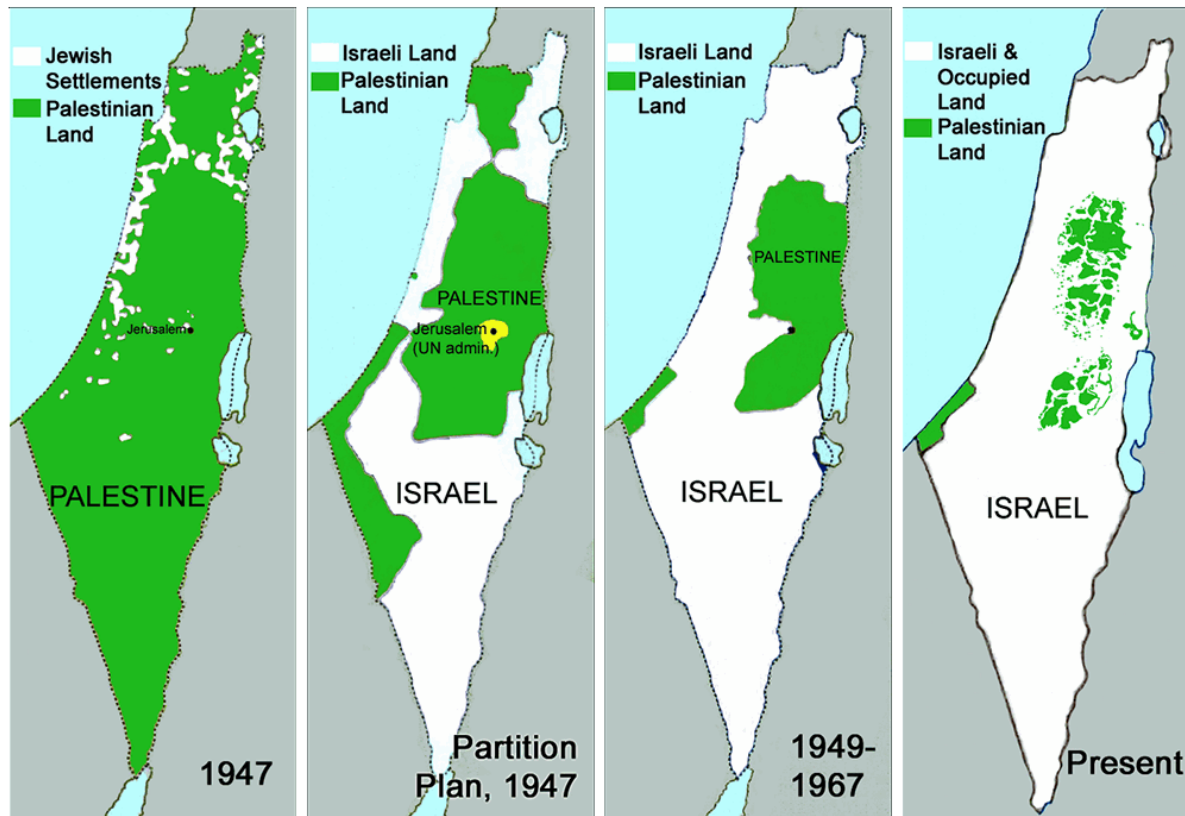 Jewish
Settlements
Palestinian
Land
Jerusalem
PALESTINE
1947
Israeli Land
Palestinian
Land
PALESTINE
Jerusalem
(UN admin.)
ISRAEL
Partition
Plan, 1947
Israeli Land
Palestinian
Land
PALESTINE
ISRAEL
1949-
1967
Israeli &
Occupied
Land
Palestinian
Land
ISRAEL
Present